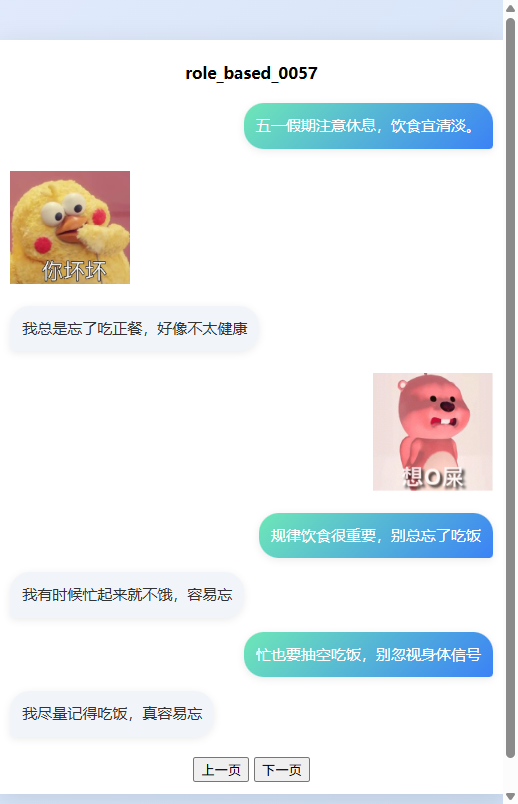 role_based_0057
五一假期注意休息，饮食宜清淡。
你坏坏
我总是忘了吃正餐，好像不太健康
想O屎
规律饮食很重要，别总忘了吃饭
我有时候忙起来就不饿，容易忘
忙也要抽空吃饭，别忽视身体信号
我尽量记得吃饭，真容易忘
上一页 下一页